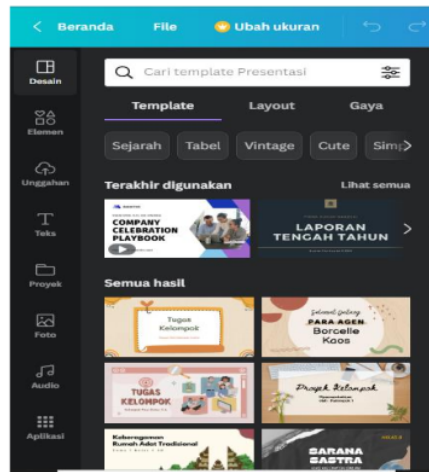 Beranda File Ubah ukuran
Desain
Elemen
Unggahan
Teks
Proyek
Foto
Audio
Aplikasi
Cari template Presentasi
Template Layout Gaya
Sejarah Tabel Vintage Cute Simp
Terakhir digunakan Lihat semua
COMPANY
CELEBRATION
PLAYBOOK
LAPORAN
TENGAH TAHUN
Semua hasil
Tugas
Kelompok
Selamat Datang
PARA AGEN
Borcelle
Kaos
TUGAS
KELOMPOK
Projek Kelompok
Keberagaman
Rumah Adat Tradisional
SARANA
SASTRA